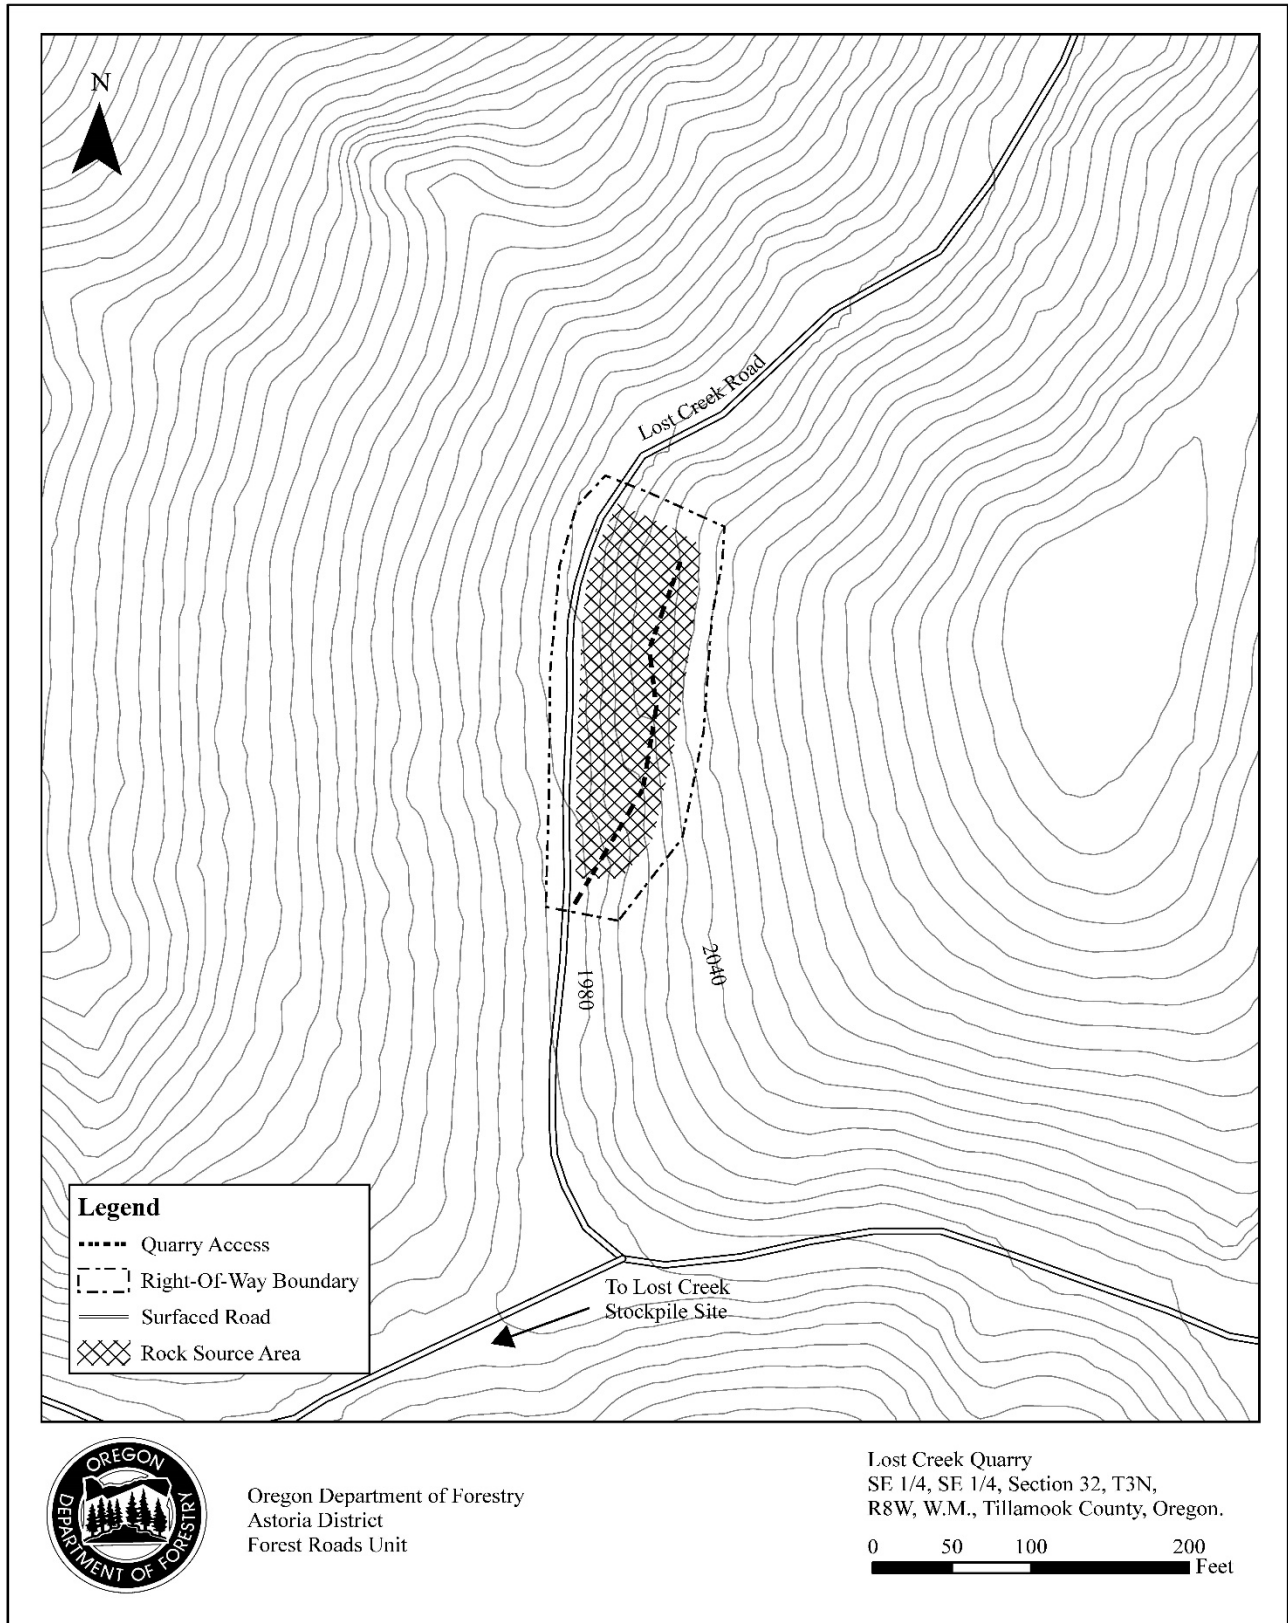 N
Lost Creek Road
2040
1980
Legend
Quarry Access
Right-Of-Way Boundary
Surfaced Road
Rock Source Area
To Lost Creek
Stockpile Site
OREGON
DEPARTMENT OF FORESTRY
Oregon Department of Forestry
Astoria District
Forest Roads Unit
Lost Creek Quarry
SE 1/4, SE 1/4, Section 32, T3N,
R8W, W.M., Tillamook County, Oregon.
0 50 100 200
Feet